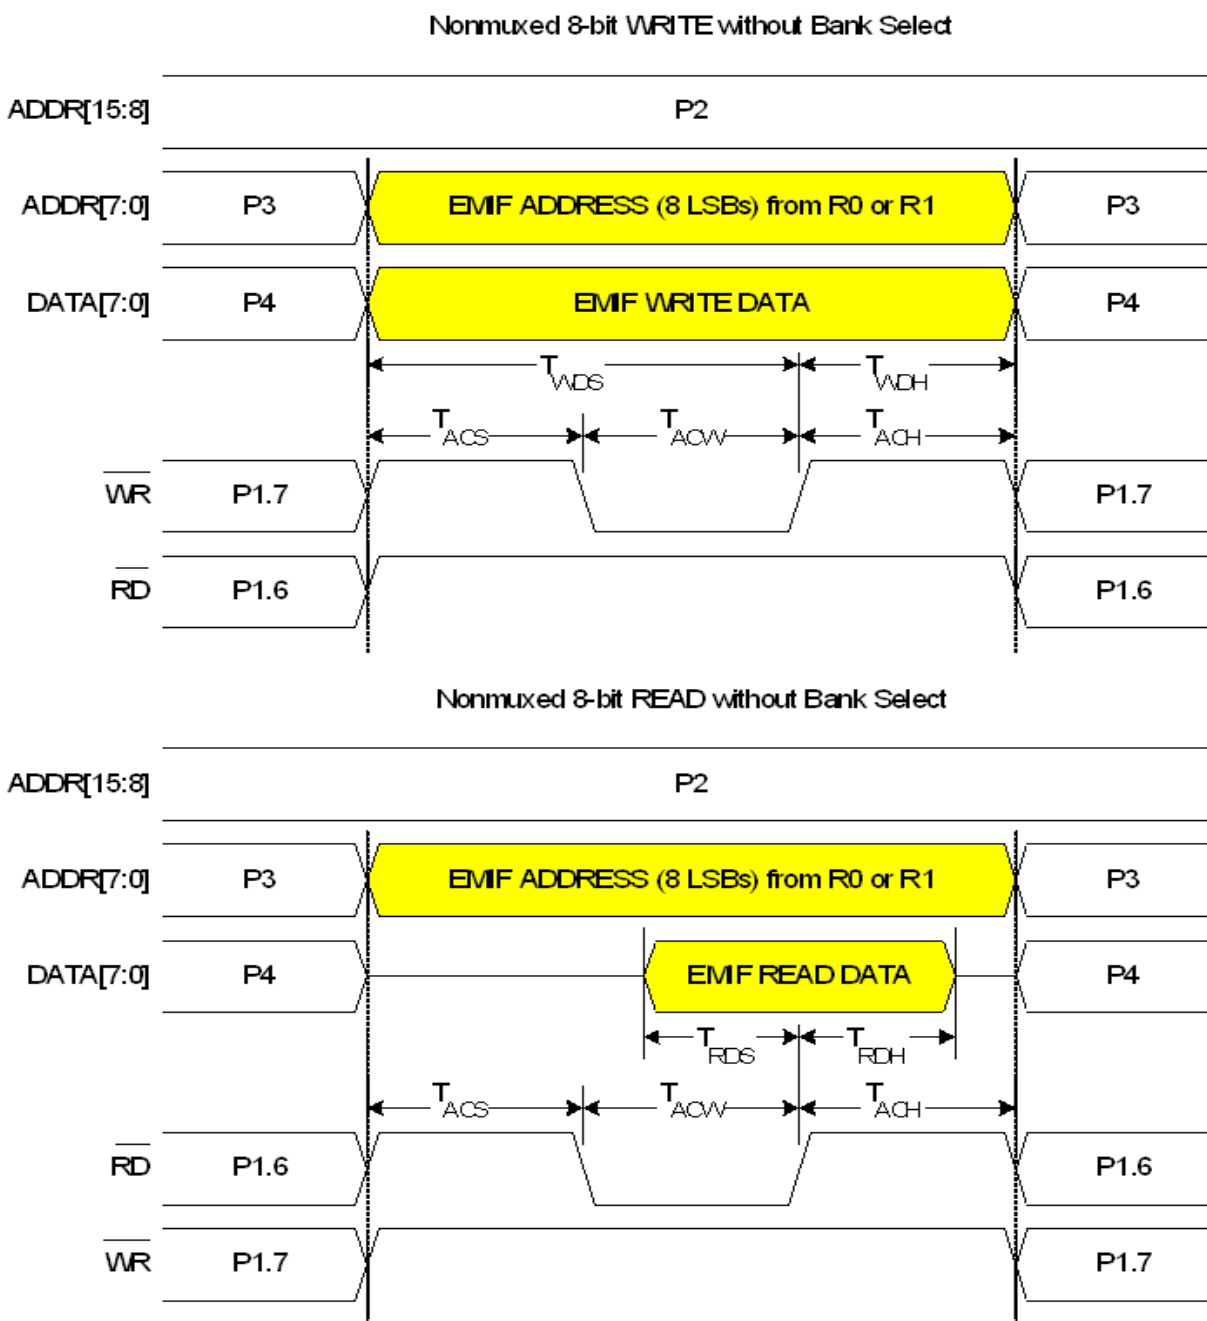 Nonmuxed 8-bit WRITE without Bank Select
ADDR[15:8] P2
ADDR[7:0] P3 EMIF ADDRESS (8 LSBs) from R0 or R1 P3
DATA[7:0] P4 EMIF WRITE DATA P4
TWDS TWDH
TACS TACW TACH
WR P1.7 P1.7
RD P1.6 P1.6
Nonmuxed 8-bit READ without Bank Select
ADDR[15:8] P2
ADDR[7:0] P3 EMIF ADDRESS (8 LSBs) from R0 or R1 P3
DATA[7:0] P4 EMIF READ DATA P4
TRDS TRDH
TACS TACW TACH
RD P1.6 P1.6
WR P1.7 P1.7